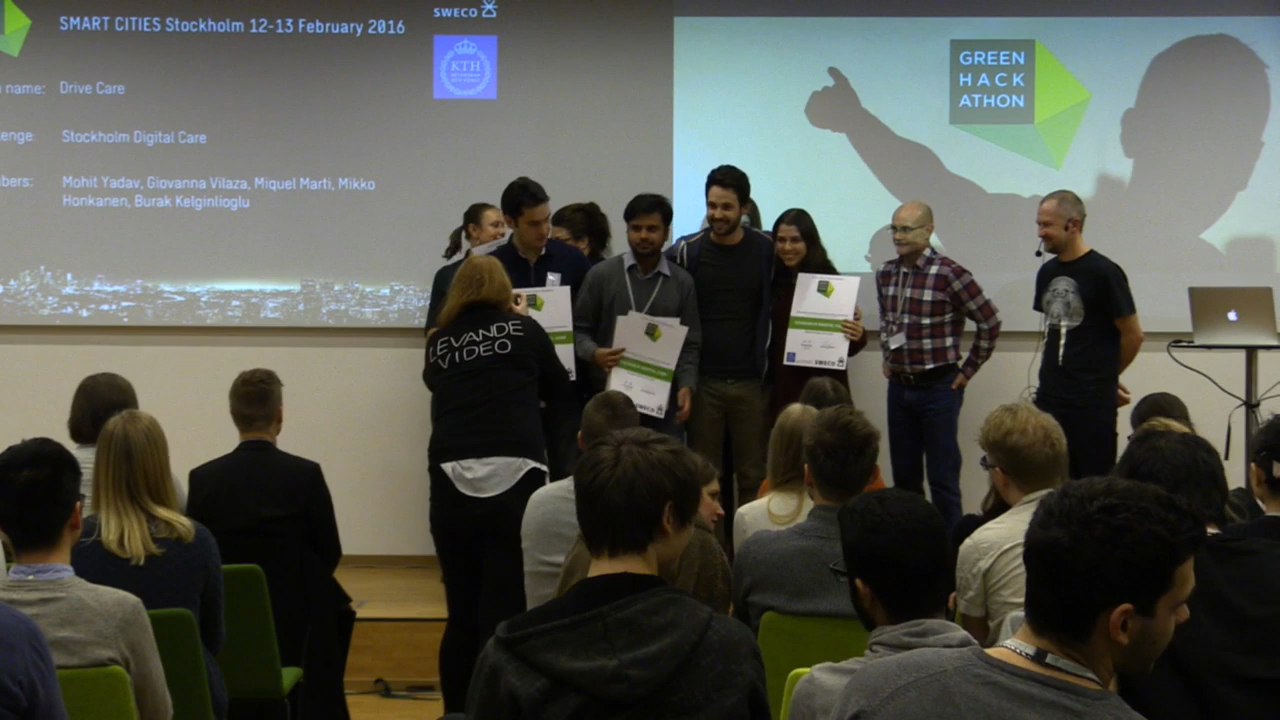 SMART CITIES Stockholm 12-13 February 2016
SWECO
KTH
name: Drive Care
enge: Stockholm Digital Care
bers: Mohit Yadav, Giovanna Vilaza, Miquel Marti, Mikko
Honkanen, Burak Kelginlioglu
GREEN
HACK
ATHON
LEVANDE
VIDEO
SWECO
SWECO